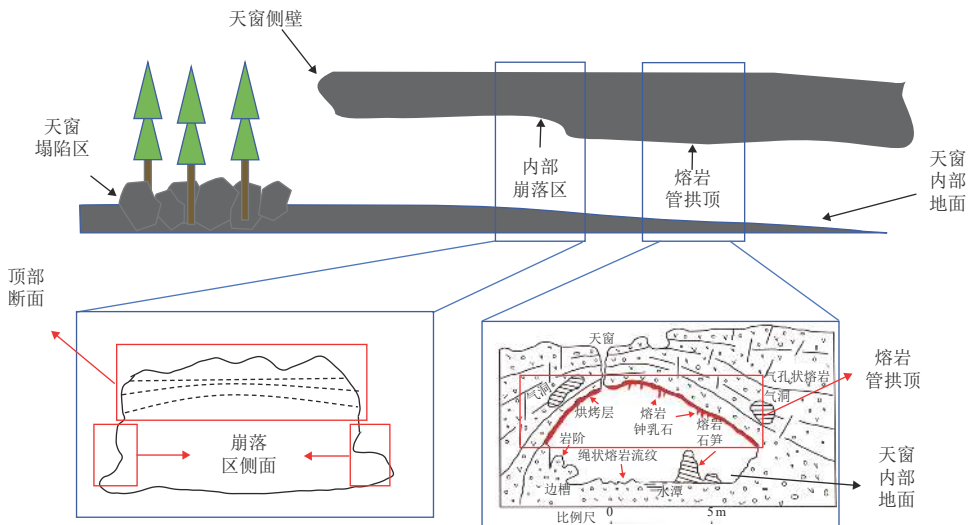 天窗侧壁
天窗
塌陷区
内部
崩落区
熔岩
管拱顶
天窗
内部
地面
顶部
断面
崩落
区侧面
天窗
气孔状熔岩
气洞
气洞
烘烤层
熔岩
钟乳石
熔岩
石笋
岩阶
绳状熔岩流纹
边槽
水潭
比例尺
0
5 m
熔岩
管拱顶
天窗
内部
地面